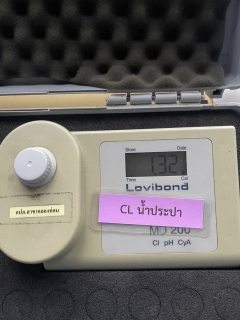 Store Date
1.32
Time Cal
Lovibond
CL น้ำประปา
MD 200
Cl pH CyA